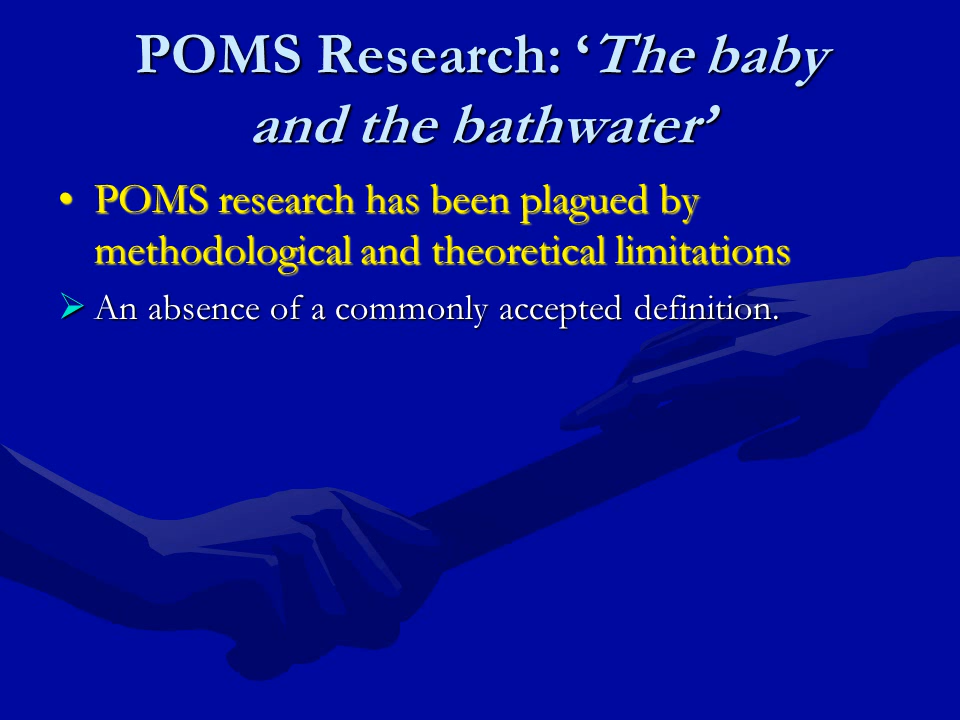 POMS Research: ‘The baby
and the bathwater’
• POMS research has been plagued by
methodological and theoretical limitations
➢ An absence of a commonly accepted definition.